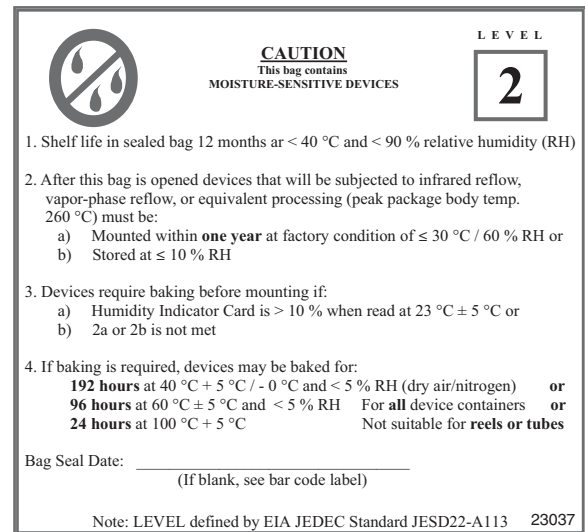 LEVEL
CAUTION
This bag contains
MOISTURE-SENSITIVE DEVICES
2
1. Shelf life in sealed bag 12 months ar < 40 °C and < 90 % relative humidity (RH)
2. After this bag is opened devices that will be subjected to infrared reflow,
vapor-phase reflow, or equivalent processing (peak package body temp.
260 °C) must be:
a) Mounted within one year at factory condition of ≤ 30 °C / 60 % RH or
b) Stored at ≤ 10 % RH
3. Devices require baking before mounting if:
a) Humidity Indicator Card is > 10 % when read at 23 °C ± 5 °C or
b) 2a or 2b is not met
4. If baking is required, devices may be baked for:
192 hours at 40 °C + 5 °C / - 0 °C and < 5 % RH (dry air/nitrogen) or
96 hours at 60 °C ± 5 °C and < 5 % RH For all device containers or
24 hours at 100 °C + 5 °C Not suitable for reels or tubes
Bag Seal Date: ____________________
(If blank, see bar code label)
Note: LEVEL defined by EIA JEDEC Standard JESD22-A113 23037